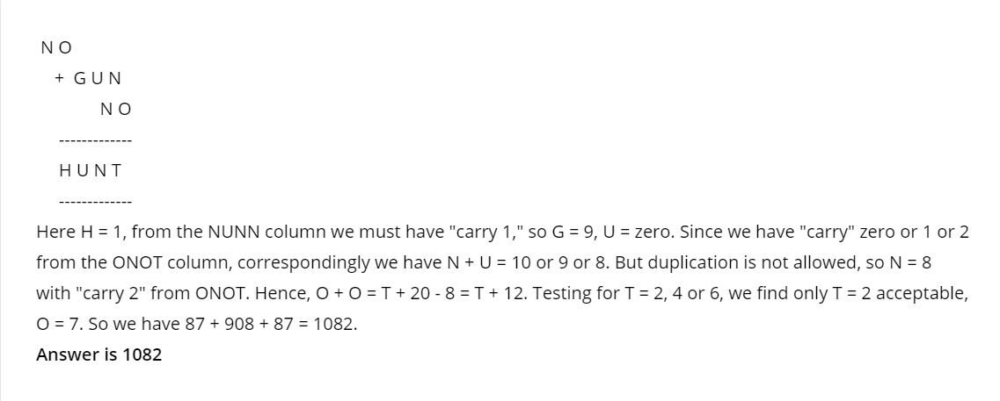 N O
+ G U N
N O
-------------
H U N T
-------------
Here H = 1, from the NUNN column we must have "carry 1," so G = 9, U = zero. Since we have "carry" zero or 1 or 2
from the ONOT column, correspondingly we have N + U = 10 or 9 or 8. But duplication is not allowed, so N = 8
with "carry 2" from ONOT. Hence, O + O = T + 20 - 8 = T + 12. Testing for T = 2, 4 or 6, we find only T = 2 acceptable,
O = 7. So we have 87 + 908 + 87 = 1082.
Answer is 1082